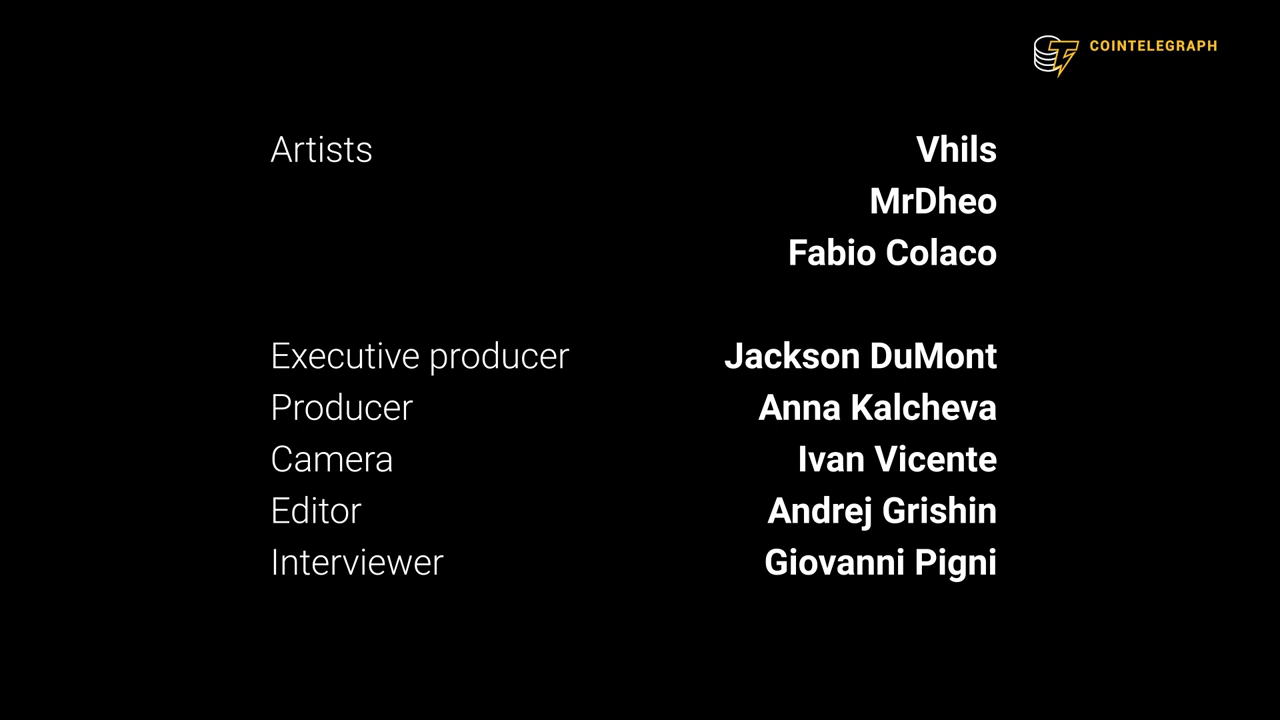 COINTELEGRAPH
Artists Vhils
MrDheo
Fabio Colaco
Executive producer Jackson DuMont
Producer Anna Kalcheva
Camera Ivan Vicente
Editor Andrej Grishin
Interviewer Giovanni Pigni